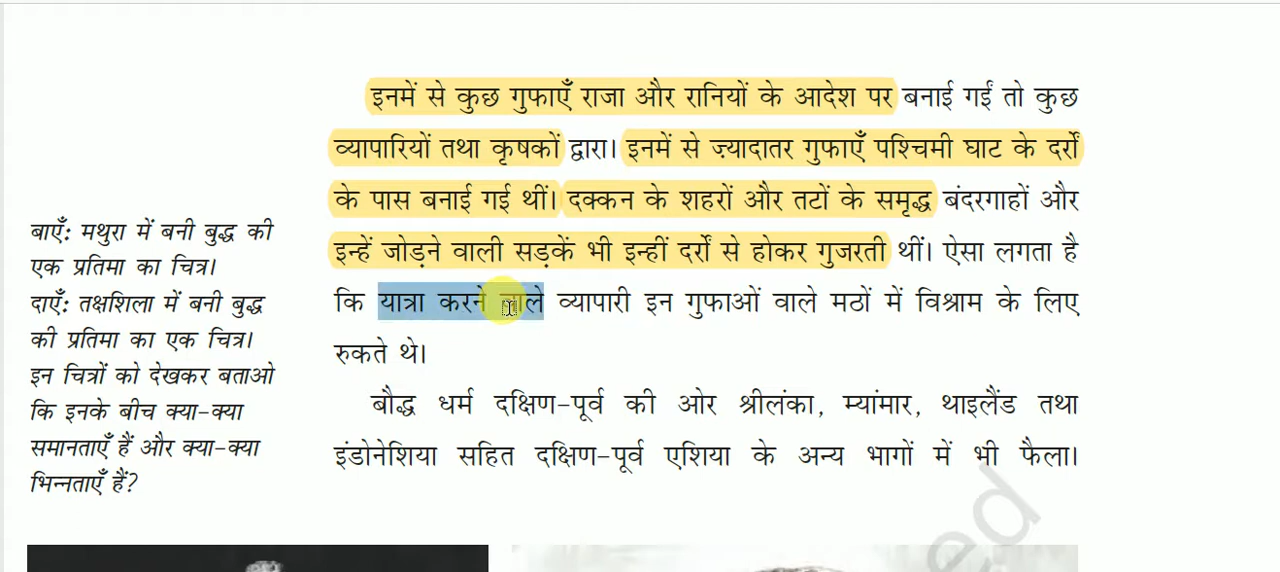 इनमें से कुछ गुफाएँ राजा और रानियों के आदेश पर बनाई गईं तो कुछ
व्यापारियों तथा कृषकों द्वारा। इनमें से ज़्यादातर गुफाएँ पश्चिमी घाट के दर्रों
के पास बनाई गई थीं। दक्कन के शहरों और तटों के समृद्ध बंदरगाहों और
इन्हें जोड़ने वाली सड़कें भी इन्हीं दर्रों से होकर गुजरती थीं। ऐसा लगता है
कि यात्रा करने वाले व्यापारी इन गुफाओं वाले मठों में विश्राम के लिए
रुकते थे।
बौद्ध धर्म दक्षिण-पूर्व की ओर श्रीलंका, म्यांमार, थाइलैंड तथा
इंडोनेशिया सहित दक्षिण-पूर्व एशिया के अन्य भागों में भी फैला।
बाएँ: मथुरा में बनी बुद्ध की
एक प्रतिमा का चित्र।
दाएँ: तक्षशिला में बनी बुद्ध
की प्रतिमा का एक चित्र।
इन चित्रों को देखकर बताओ
कि इनके बीच क्या-क्या
समानताएँ हैं और क्या-क्या
भिन्नताएँ हैं?